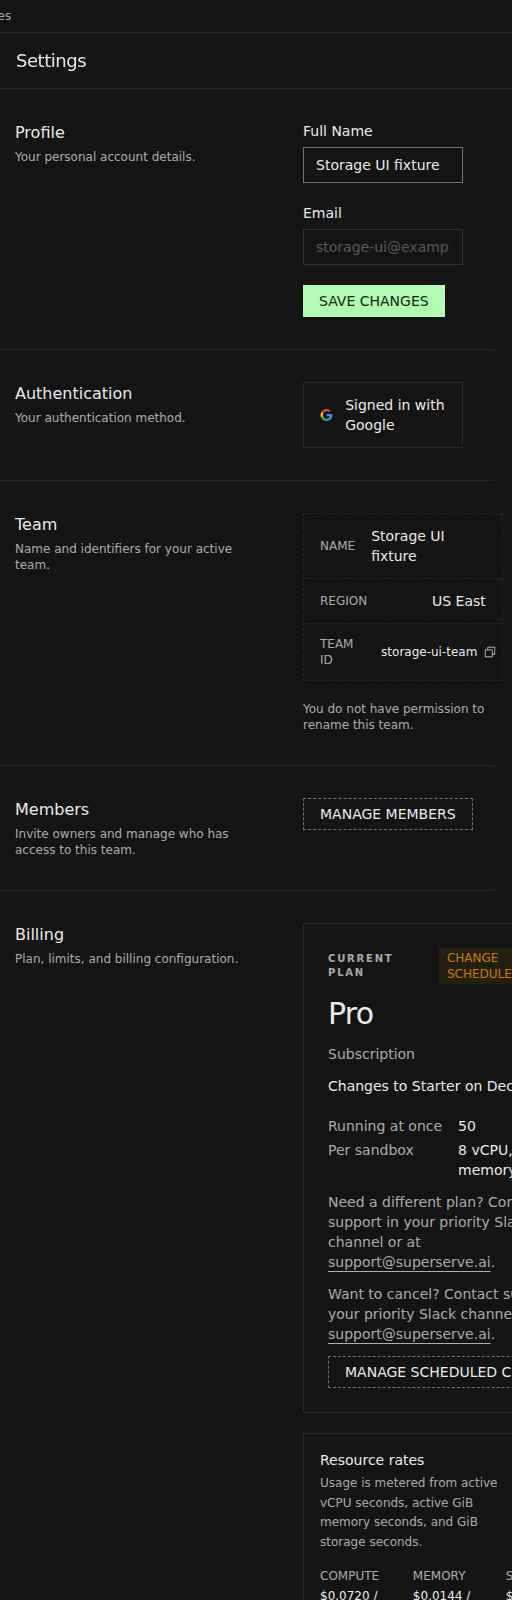 es
Settings
Profile
Your personal account details.
Full Name
Storage UI fixture
Email
storage-ui@examp
SAVE CHANGES
Authentication
Your authentication method.
Signed in with
Google
Team
Name and identifiers for your active
team.
NAME
Storage UI
fixture
REGION
US East
TEAM
ID
storage-ui-team
You do not have permission to
rename this team.
Members
Invite owners and manage who has
access to this team.
MANAGE MEMBERS
Billing
Plan, limits, and billing configuration.
CURRENT
PLAN
CHANGE
SCHEDULE
Pro
Subscription
Changes to Starter on Dec
Running at once 50
Per sandbox 8 vCPU,
memory
Need a different plan? Con
support in your priority Sla
channel or at
support@superserve.ai.
Want to cancel? Contact su
your priority Slack channe
support@superserve.ai.
MANAGE SCHEDULED C
Resource rates
Usage is metered from active
vCPU seconds, active GiB
memory seconds, and GiB
storage seconds.
COMPUTE MEMORY S
$0.0720 / $0.0144 / $